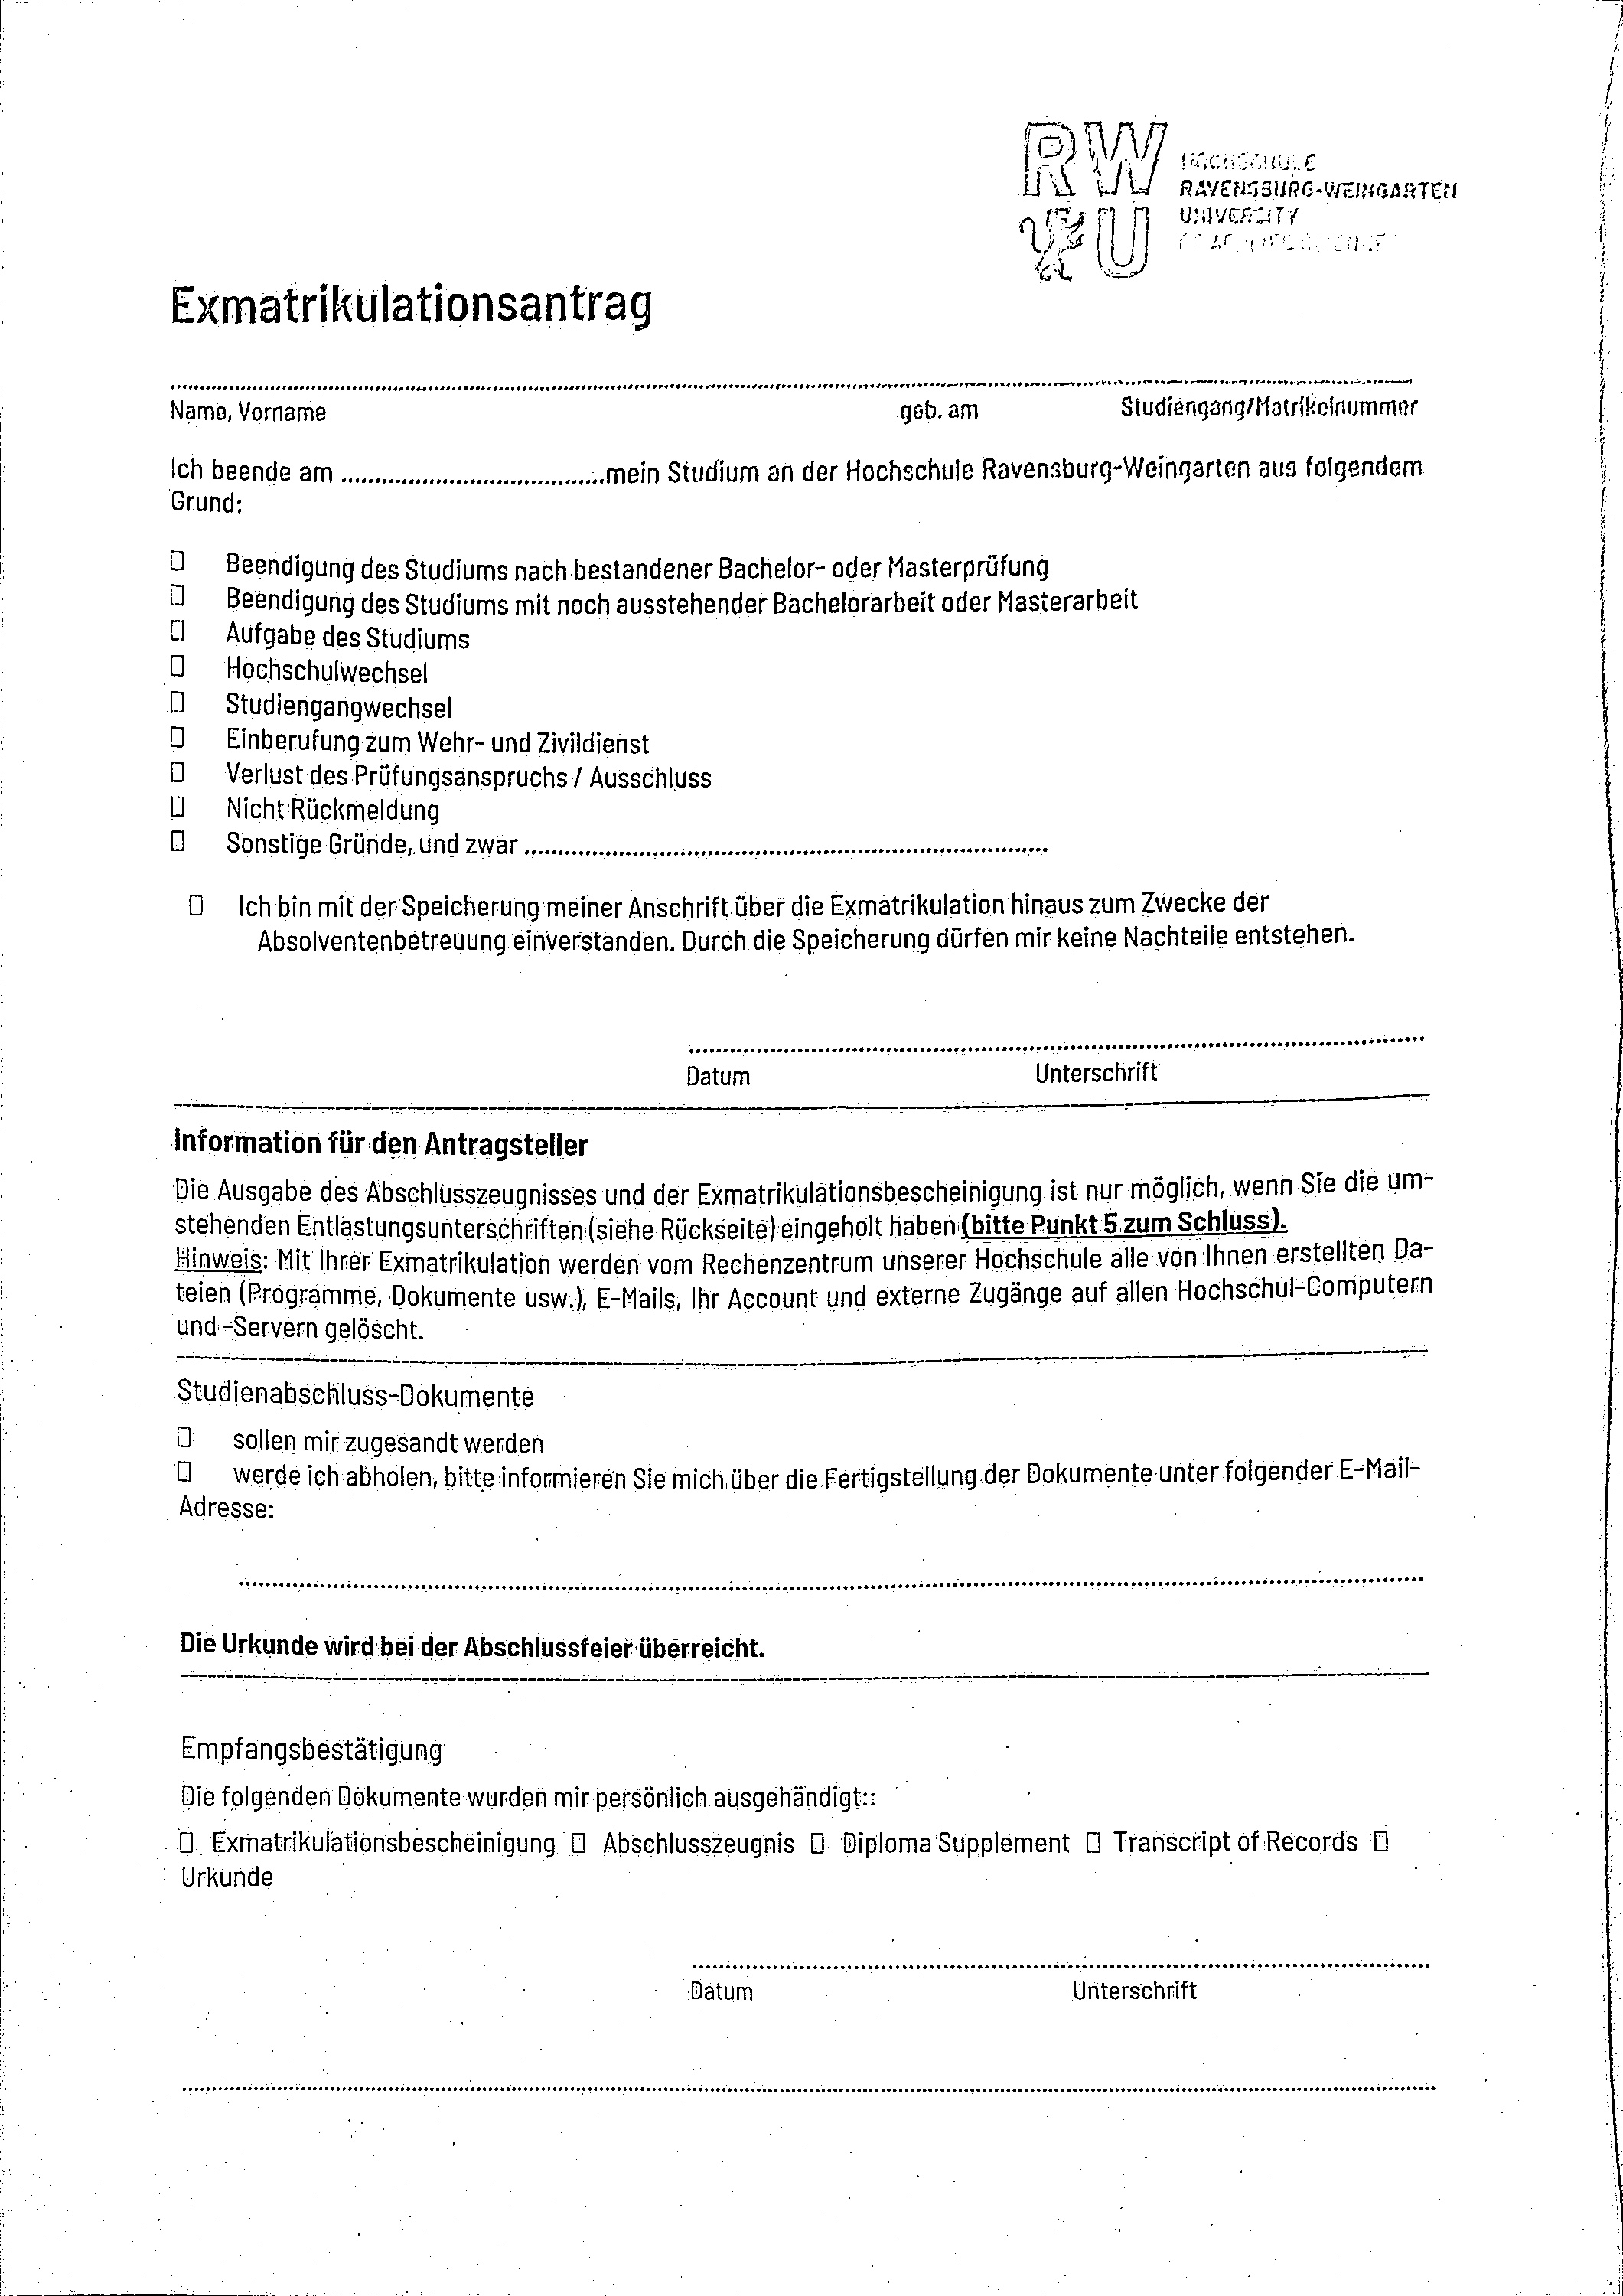 RW
U
HOCHSCHULE
RAVENSBURG-WEINGARTEN
UNIVERSITY
Exmatrikulationsantrag
Name, Vorname geb. am Studiengang/Matrikelnummer
Ich beende am ........................................mein Studium an der Hochschule Ravensburg-Weingarten aus folgendem
Grund:
Beendigung des Studiums nach bestandener Bachelor- oder Masterprüfung
Beendigung des Studiums mit noch ausstehender Bachelorarbeit oder Masterarbeit
Aufgabe des Studiums
Hochschulwechsel
Studiengangwechsel
Einberufung zum Wehr- und Zivildienst
Verlust des Prüfungsanspruchs / Ausschluss
Nicht Rückmeldung
Sonstige Gründe, und zwar ................................................................................
Ich bin mit der Speicherung meiner Anschrift über die Exmatrikulation hinaus zum Zwecke der
Absolventenbetreuung einverstanden. Durch die Speicherung dürfen mir keine Nachteile entstehen.
Datum Unterschrift
Information für den Antragsteller
Die Ausgabe des Abschlusszeugnisses und der Exmatrikulationsbescheinigung ist nur möglich, wenn Sie die um-
stehenden Entlastungsunterschriften (siehe Rückseite) eingeholt haben (bitte Punkt 5 zum Schluss).
Hinweis: Mit Ihrer Exmatrikulation werden vom Rechenzentrum unserer Hochschule alle von Ihnen erstellten Da-
teien (Programme, Dokumente usw.), E-Mails, Ihr Account und externe Zugänge auf allen Hochschul-Computern
und -Servern gelöscht.
Studienabschluss-Dokumente
sollen mir zugesandt werden
werde ich abholen, bitte informieren Sie mich über die Fertigstellung der Dokumente unter folgender E-Mail-
Adresse:
Die Urkunde wird bei der Abschlussfeier überreicht.
Empfangsbestätigung
Die folgenden Dokumente wurden mir persönlich ausgehändigt::
Exmatrikulationsbescheinigung Abschlusszeugnis Diploma Supplement Transcript of Records
Urkunde
Datum Unterschrift